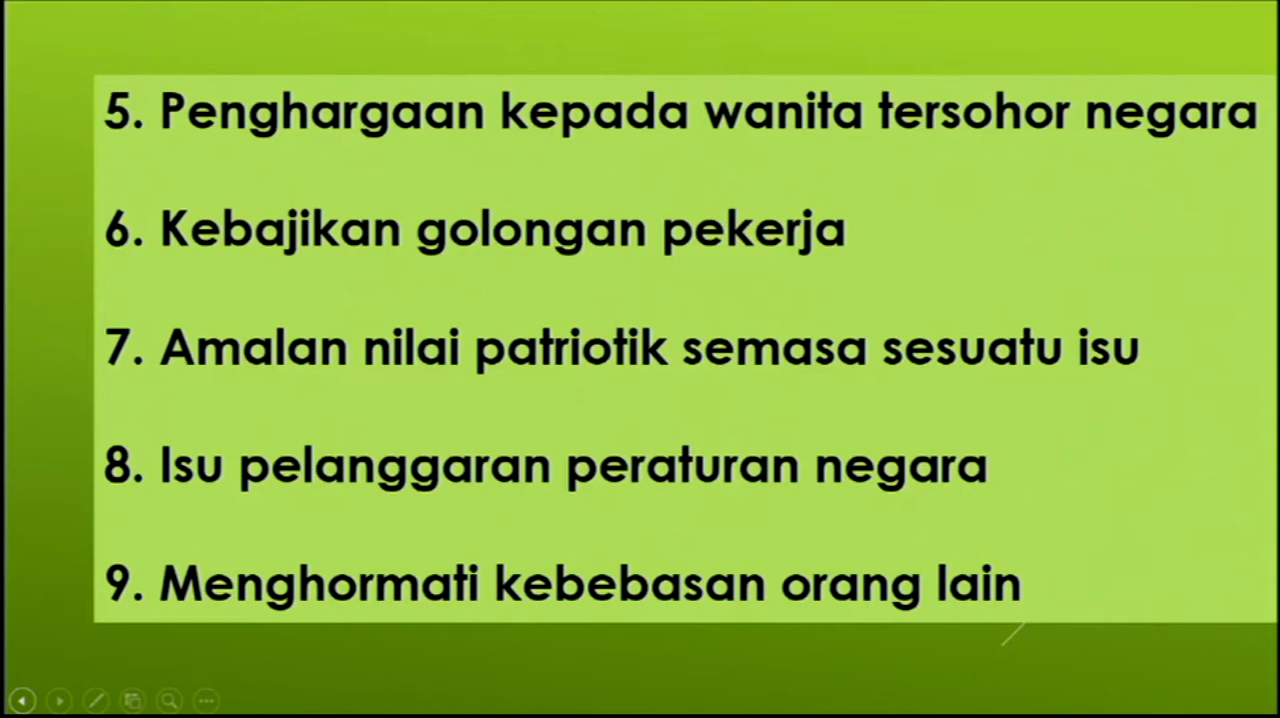 5. Penghargaan kepada wanita tersohor negara
6. Kebajikan golongan pekerja
7. Amalan nilai patriotik semasa sesuatu isu
8. Isu pelanggaran peraturan negara
9. Menghormati kebebasan orang lain